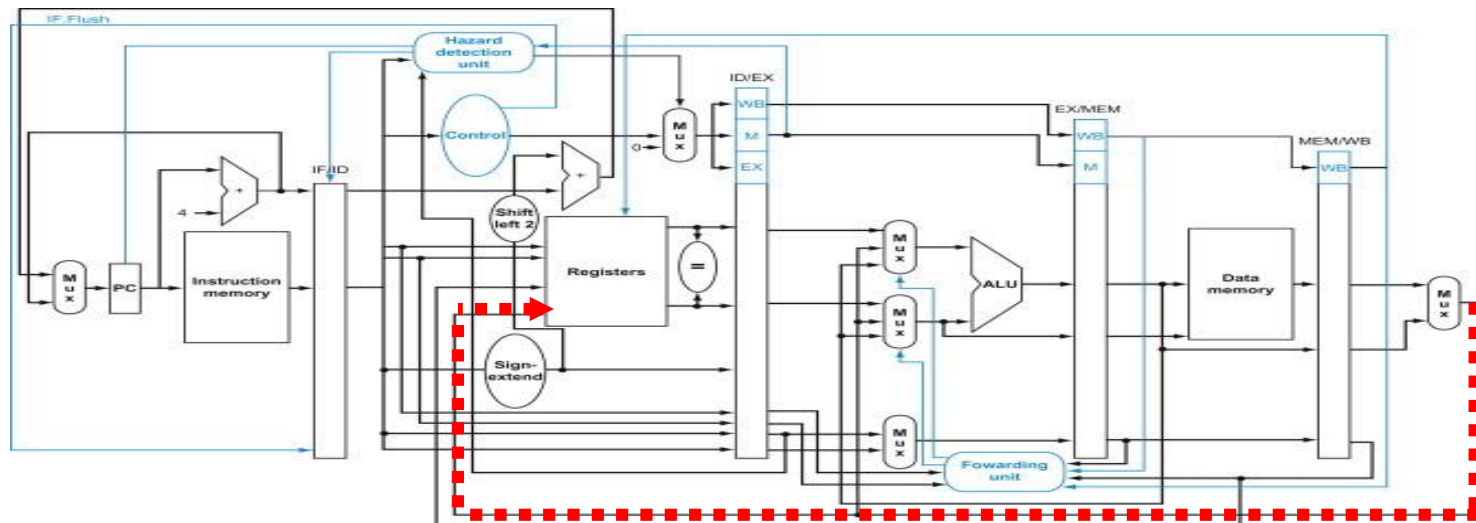 IF.Flush
Hazard
detection
unit
ID/EX
WB
EX/MEM
Control
M
u
x
M
WB
MEM/WB
0
IF/ID
EX
M
WB
+
+
4
Shift
left 2
M
u
x
M
u
x
PC
Instruction
memory
Registers
=
ALU
Data
memory
M
u
x
M
u
x
Sign-
extend
M
u
x
Fowarding
unit